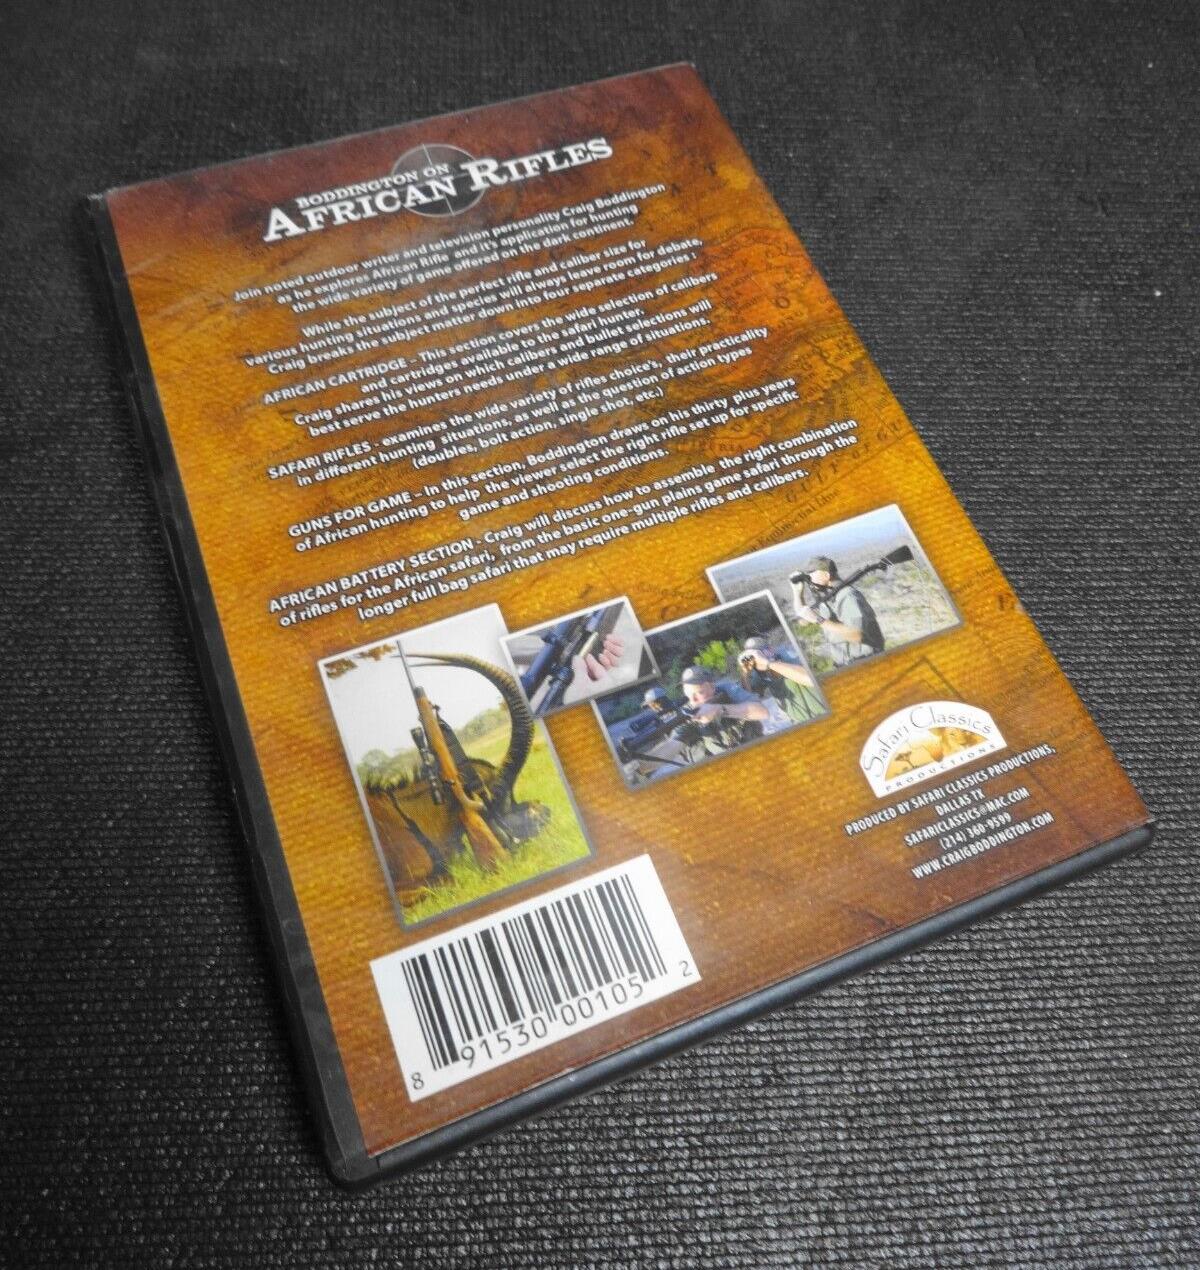 BODDINGTON ON
AFRICAN RIFLES
Join noted outdoor writer and television personality Craig Boddington
as he explores African Rifle and it's application for hunting
the wide variety of game offered on the dark continent.
While the subject of the perfect rifle and caliber size for
various hunting situations and species will always leave room for debate,
Craig breaks the subject master down into four separate categories :
AFRICAN CARTRIDGE – This section covers the wide selection of calibers
and cartridges available to the safari hunter.
Craig shares his views on which calibers and bullet selections will
best serve the hunters needs under a wide range of situations.
SAFARI RIFLES - examines the wide variety of rifles choice's, their practicality
in different hunting situations, as well as the question of action types
(doubles, bolt action, single shot, etc.)
GUNS FOR GAME – In this section, Boddington draws on his thirty plus years
of African hunting to help the viewer select the right rifle set up for specific
game and shooting conditions.
AFRICAN BATTERY SECTION - Craig will discuss how to assemble the right combination
of rifles for the African safari, from the basic one-gun plains game safari through the
longer full bag safari that may require multiple rifles and calibers.
Safari Classics
PRODUCTIONS
PRODUCED BY SAFARI CLASSICS PRODUCTIONS,
DALLAS TX
SAFARICLASSICS@MAC.COM
(214) 360-9599
WWW.CRAIGBODDINGTON.COM
8 91530 00105 2